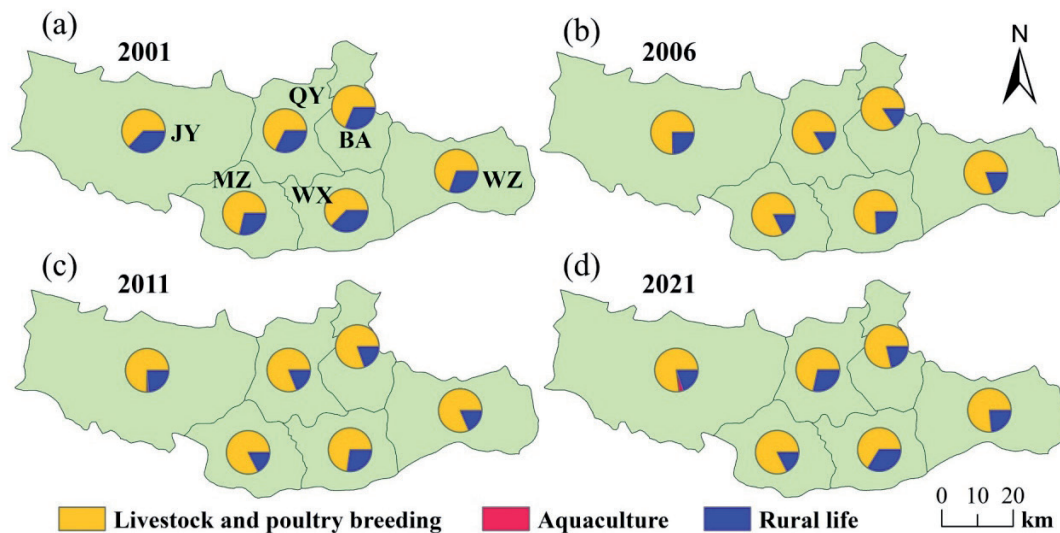 (a)
2001
QY
JY
BA
MZ
WX
WZ
(b)
2006
N
(c)
2011
(d)
2021
Livestock and poultry breeding
Aquaculture
Rural life
0 10 20
km